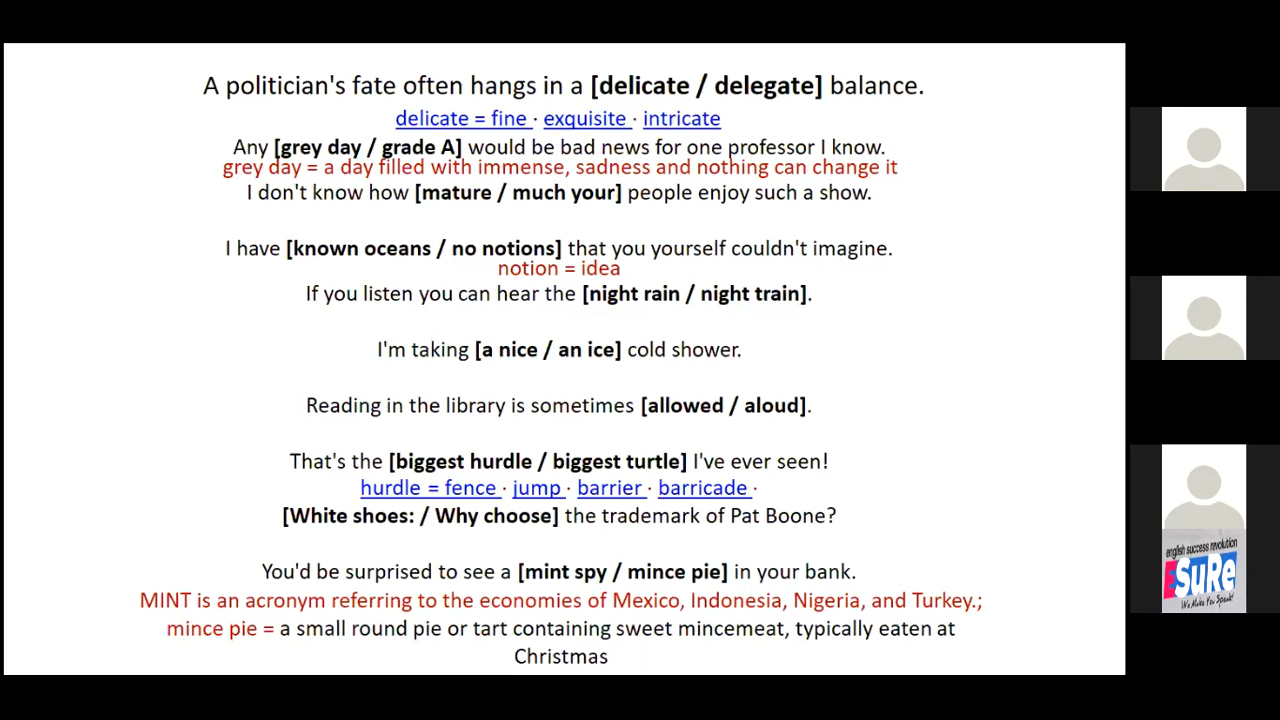 A politician's fate often hangs in a [delicate / delegate] balance.
delicate = fine · exquisite · intricate
Any [grey day / grade A] would be bad news for one professor I know.
grey day = a day filled with immense, sadness and nothing can change it
I don't know how [mature / much your] people enjoy such a show.
I have [known oceans / no notions] that you yourself couldn't imagine.
notion = idea
If you listen you can hear the [night rain / night train].
I'm taking [a nice / an ice] cold shower.
Reading in the library is sometimes [allowed / aloud].
That's the [biggest hurdle / biggest turtle] I've ever seen!
hurdle = fence · jump · barrier · barricade ·
[White shoes: / Why choose] the trademark of Pat Boone?
You'd be surprised to see a [mint spy / mince pie] in your bank.
MINT is an acronym referring to the economies of Mexico, Indonesia, Nigeria, and Turkey.;
mince pie = a small round pie or tart containing sweet mincemeat, typically eaten at
Christmas
english success revolution
eSuRe
We Make You Speak!